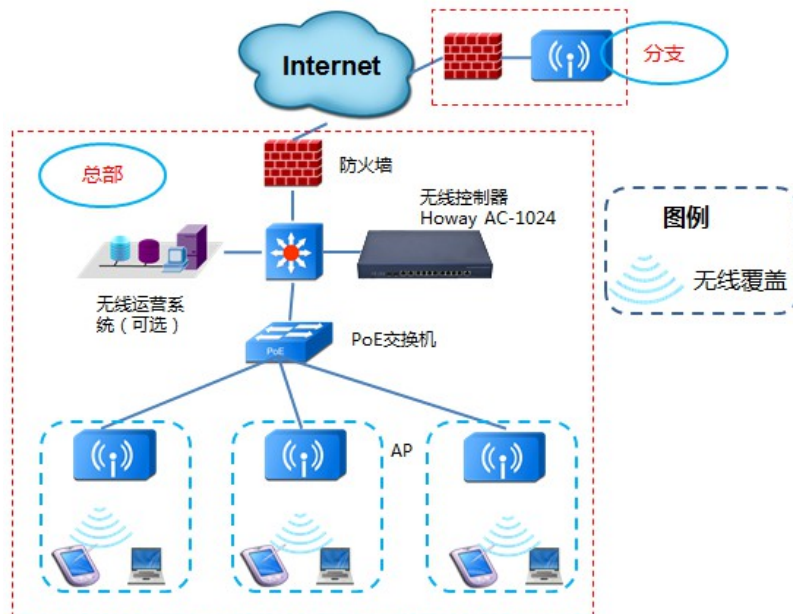 Internet
分支
总部
防火墙
无线控制器
Howay AC-1024
图例
无线覆盖
无线运营系
统（可选）
PoE交换机
PoE
AP